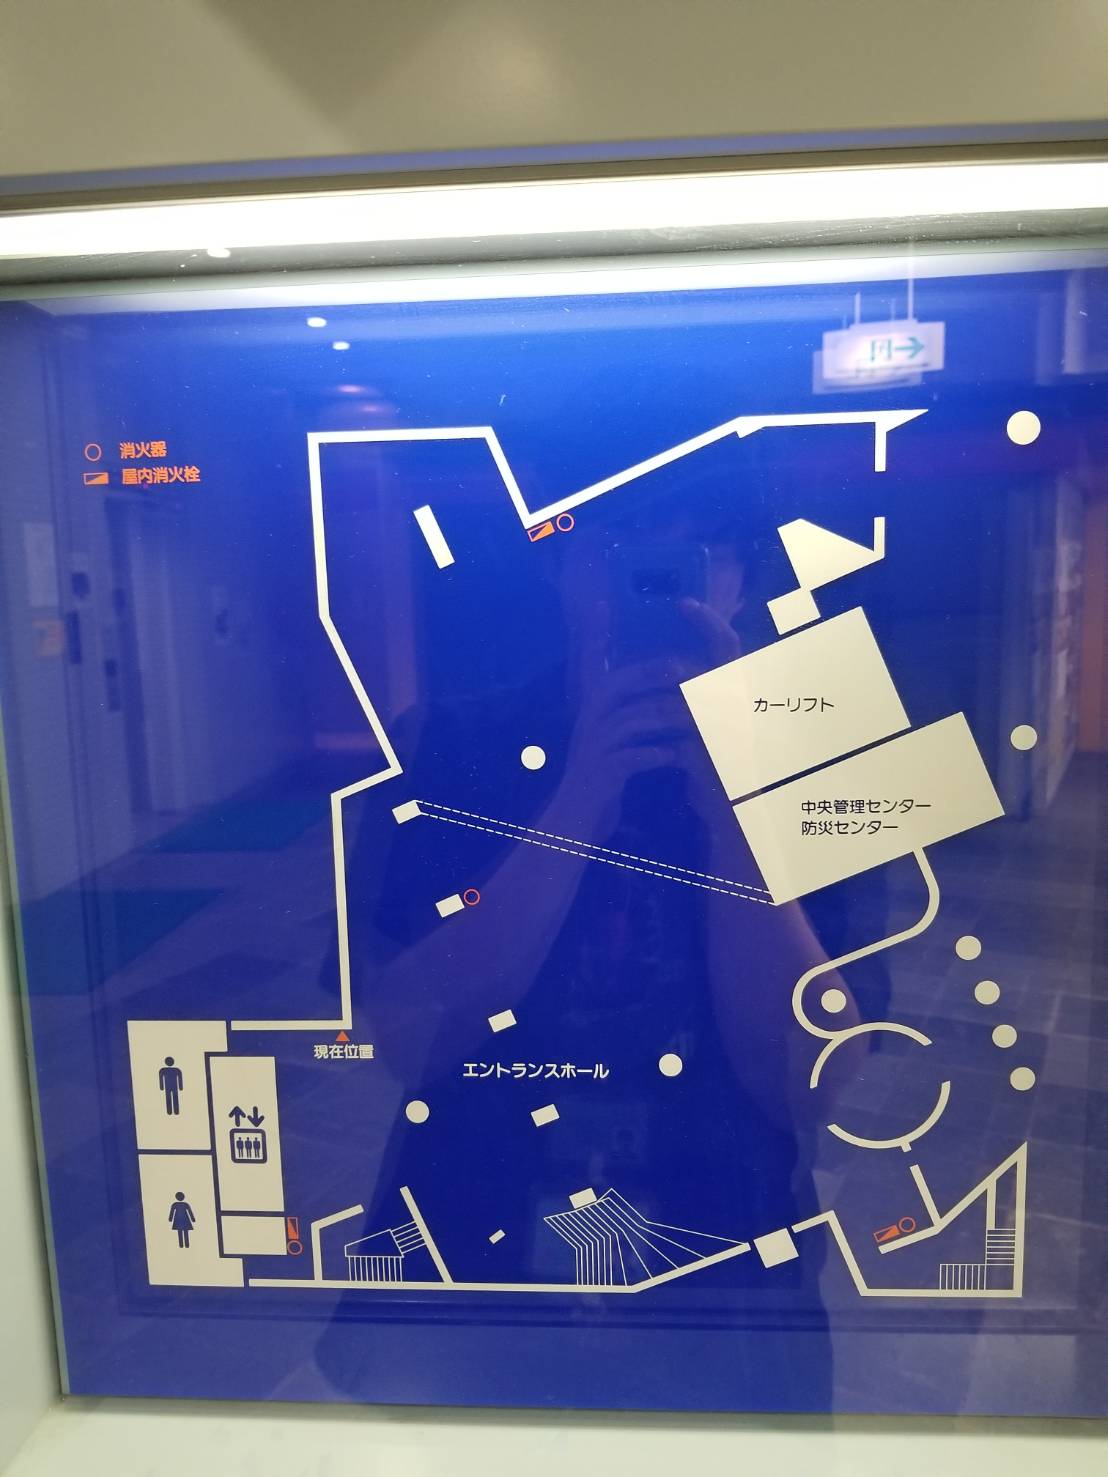 消火器
屋内消火栓
カーリフト
中央管理センター
防災センター
現在位置
エントランスホール